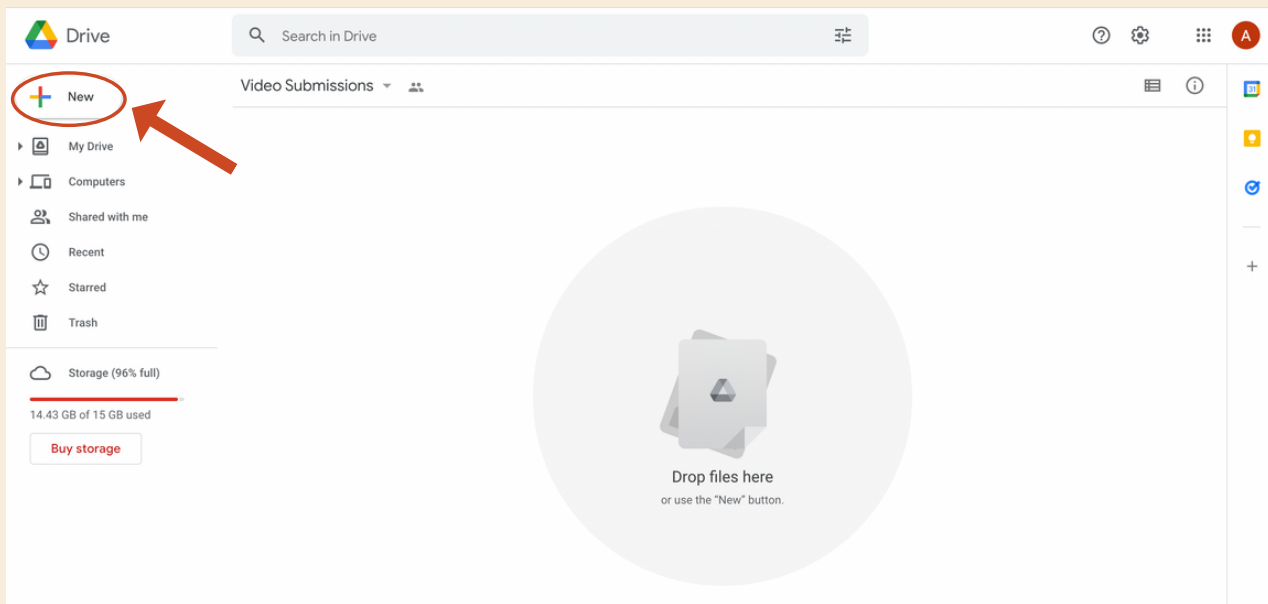 Drive
Search in Drive
A
New
Video Submissions
31
My Drive
Computers
Shared with me
Recent
Starred
Trash
Storage (96% full)
14.43 GB of 15 GB used
Buy storage
Drop files here
or use the “New” button.